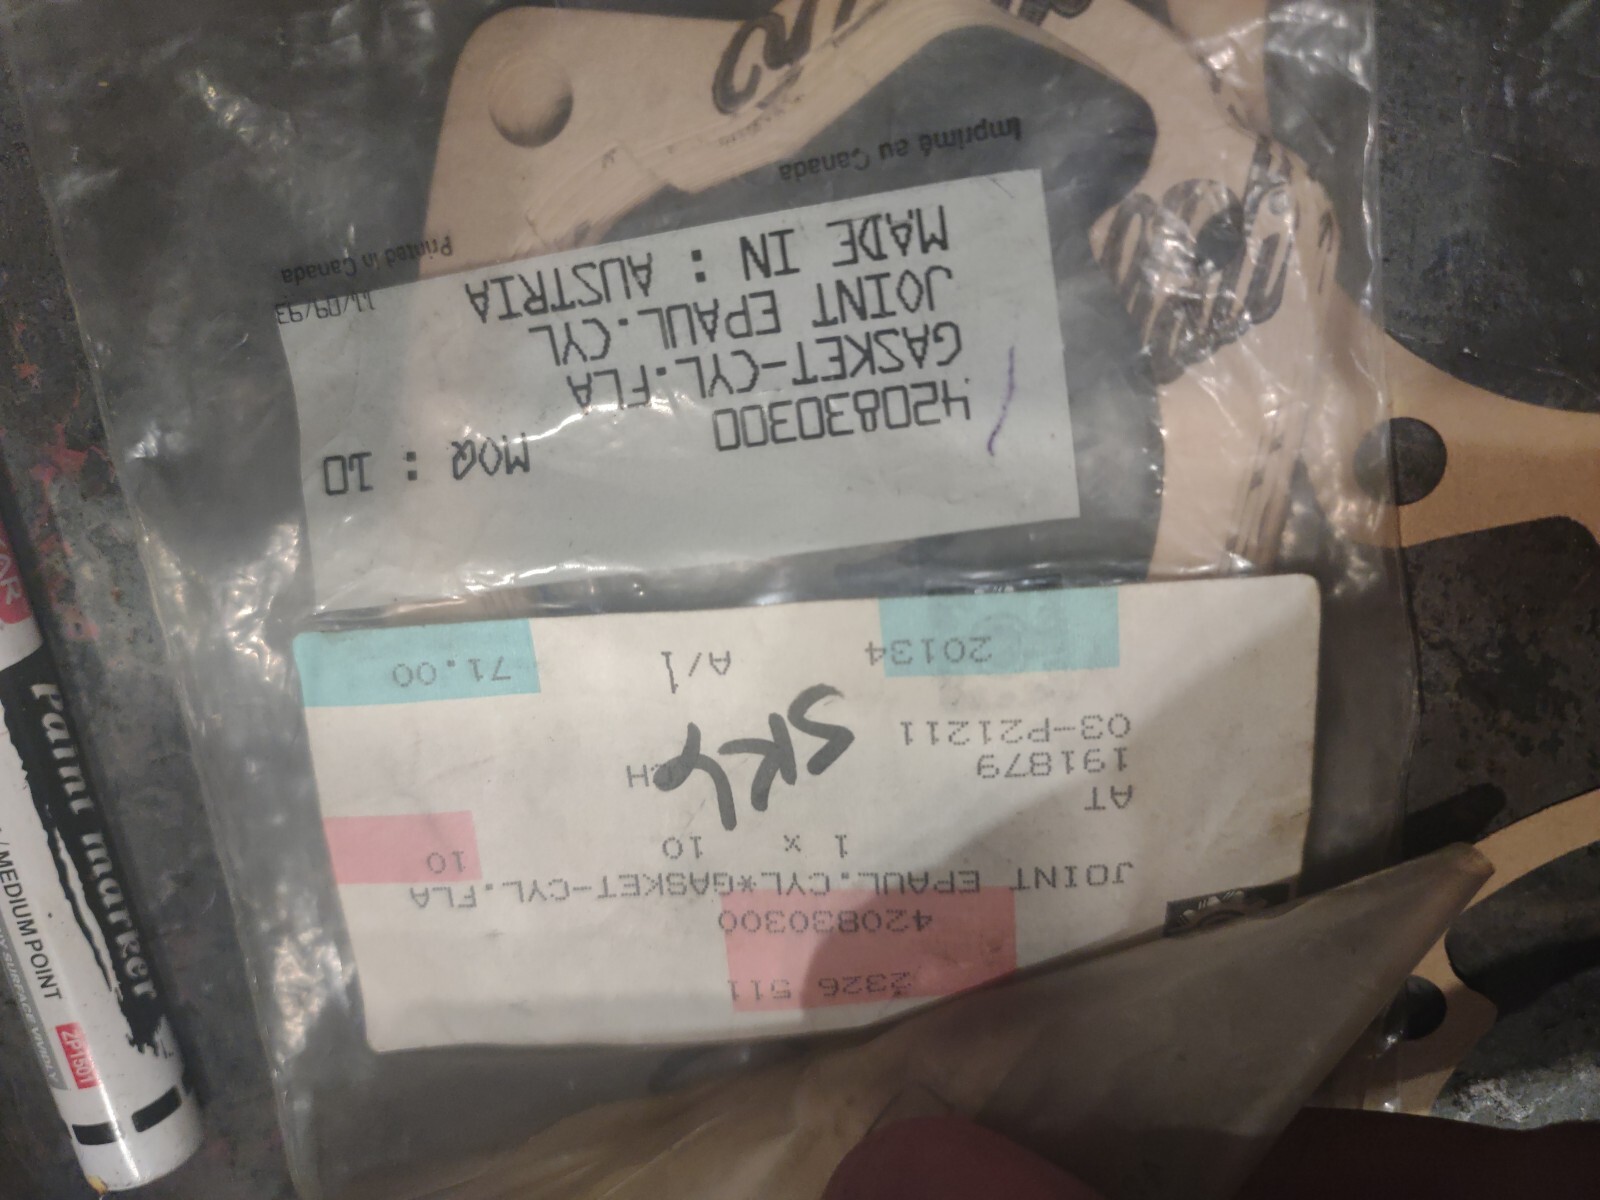 2326 511
420830300
JOINT EPAUL.CYL*GASKET-CYL.FLA
1 x 10 10
AT
191879
03-P21211
20134 A/1 71.00
420830300 MOQ : 10
GASKET-CYL.FLA
JOINT EPAUL.CYL
MADE IN : AUSTRIA
11/09/93
Imprimé au Canada
Printed in Canada
Paint marker
MEDIUM POINT